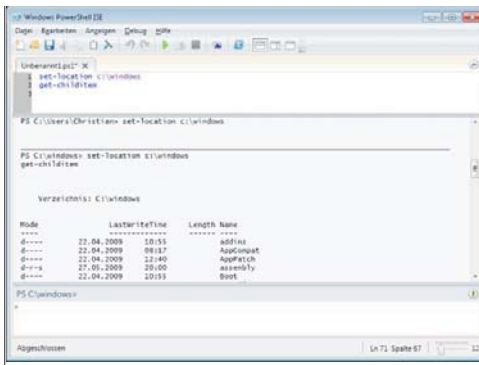 Windows PowerShell ISE
Datei Bearbeiten Anzeigen Debug Hilfe
Unbenannt1.ps1* X
1 set-location c:\windows
2 get-childitem
3
PS C:\Users\Christian> set-location c:\windows
PS C:\windows> set-location c:\windows
get-childitem
Verzeichnis: C:\windows
Mode LastWriteTime Length Name
---- ------------- ------ ----
d---- 22.04.2009 10:55 addins
d---- 22.04.2009 08:17 AppCompat
d---- 22.04.2009 12:40 AppPatch
d-r-s 27.05.2009 20:00 assembly
d---- 22.04.2009 10:55 Boot
PS C:\windows>
Abgeschlossen
Ln 71 Spalte 67
12